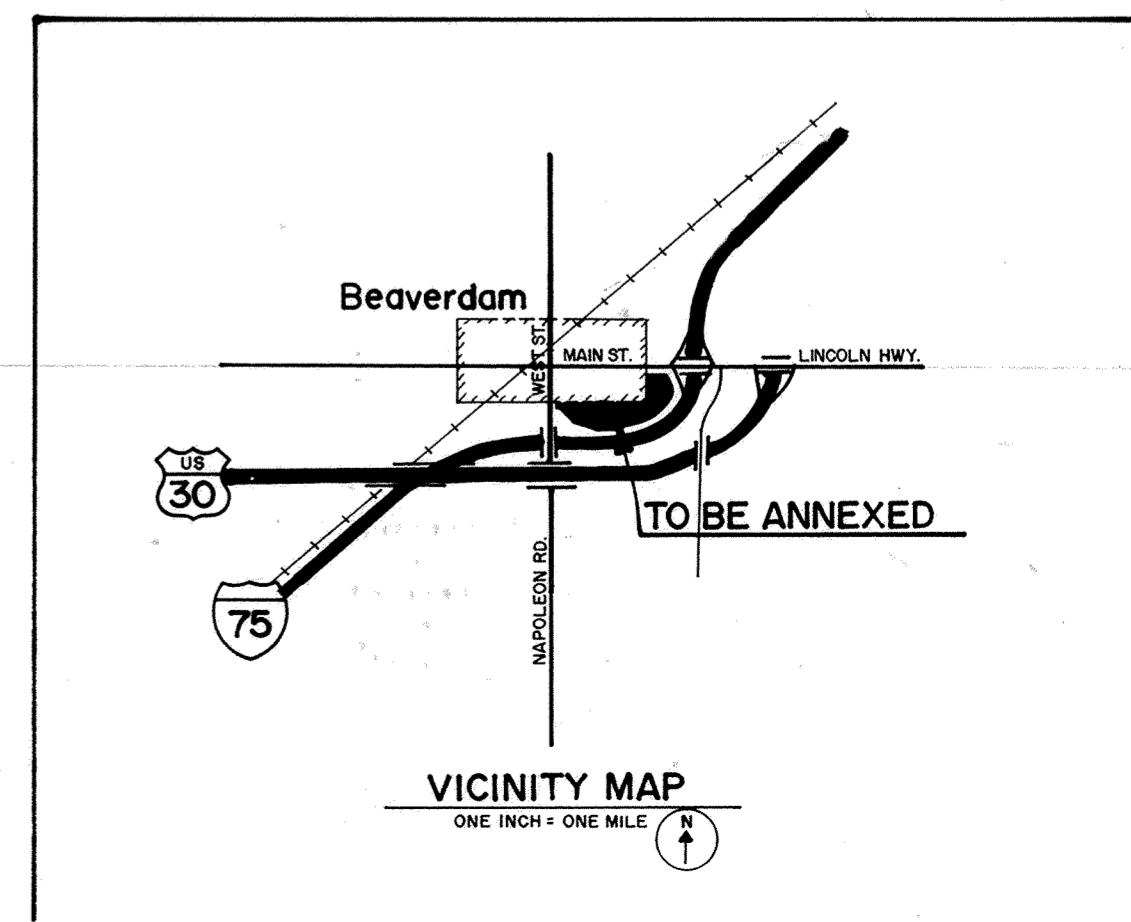 Beaverdam
WEST ST.
MAIN ST.
LINCOLN HWY.
US
30
TO BE ANNEXED
75
NAPOLEON RD.
VICINITY MAP
ONE INCH = ONE MILE
N